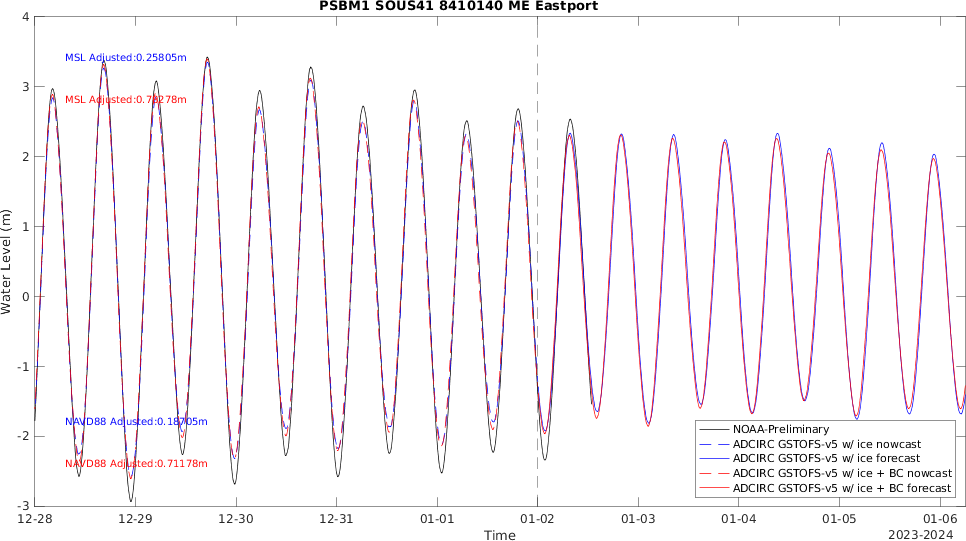 PSBM1 SOUS41 8410140 ME Eastport
Water Level (m)
4
3
2
1
0
-1
-2
-3
MSL Adjusted:0.25805m
MSL Adjusted:0.78278m
NAVD88 Adjusted:0.18705m
NAVD88 Adjusted:0.71178m
NOAA-Preliminary
ADCIRC GSTOFS-v5 w/ ice nowcast
ADCIRC GSTOFS-v5 w/ ice forecast
ADCIRC GSTOFS-v5 w/ ice + BC nowcast
ADCIRC GSTOFS-v5 w/ ice + BC forecast
12-28 12-29 12-30 12-31 01-01 01-02 01-03 01-04 01-05 01-06
Time
2023-2024